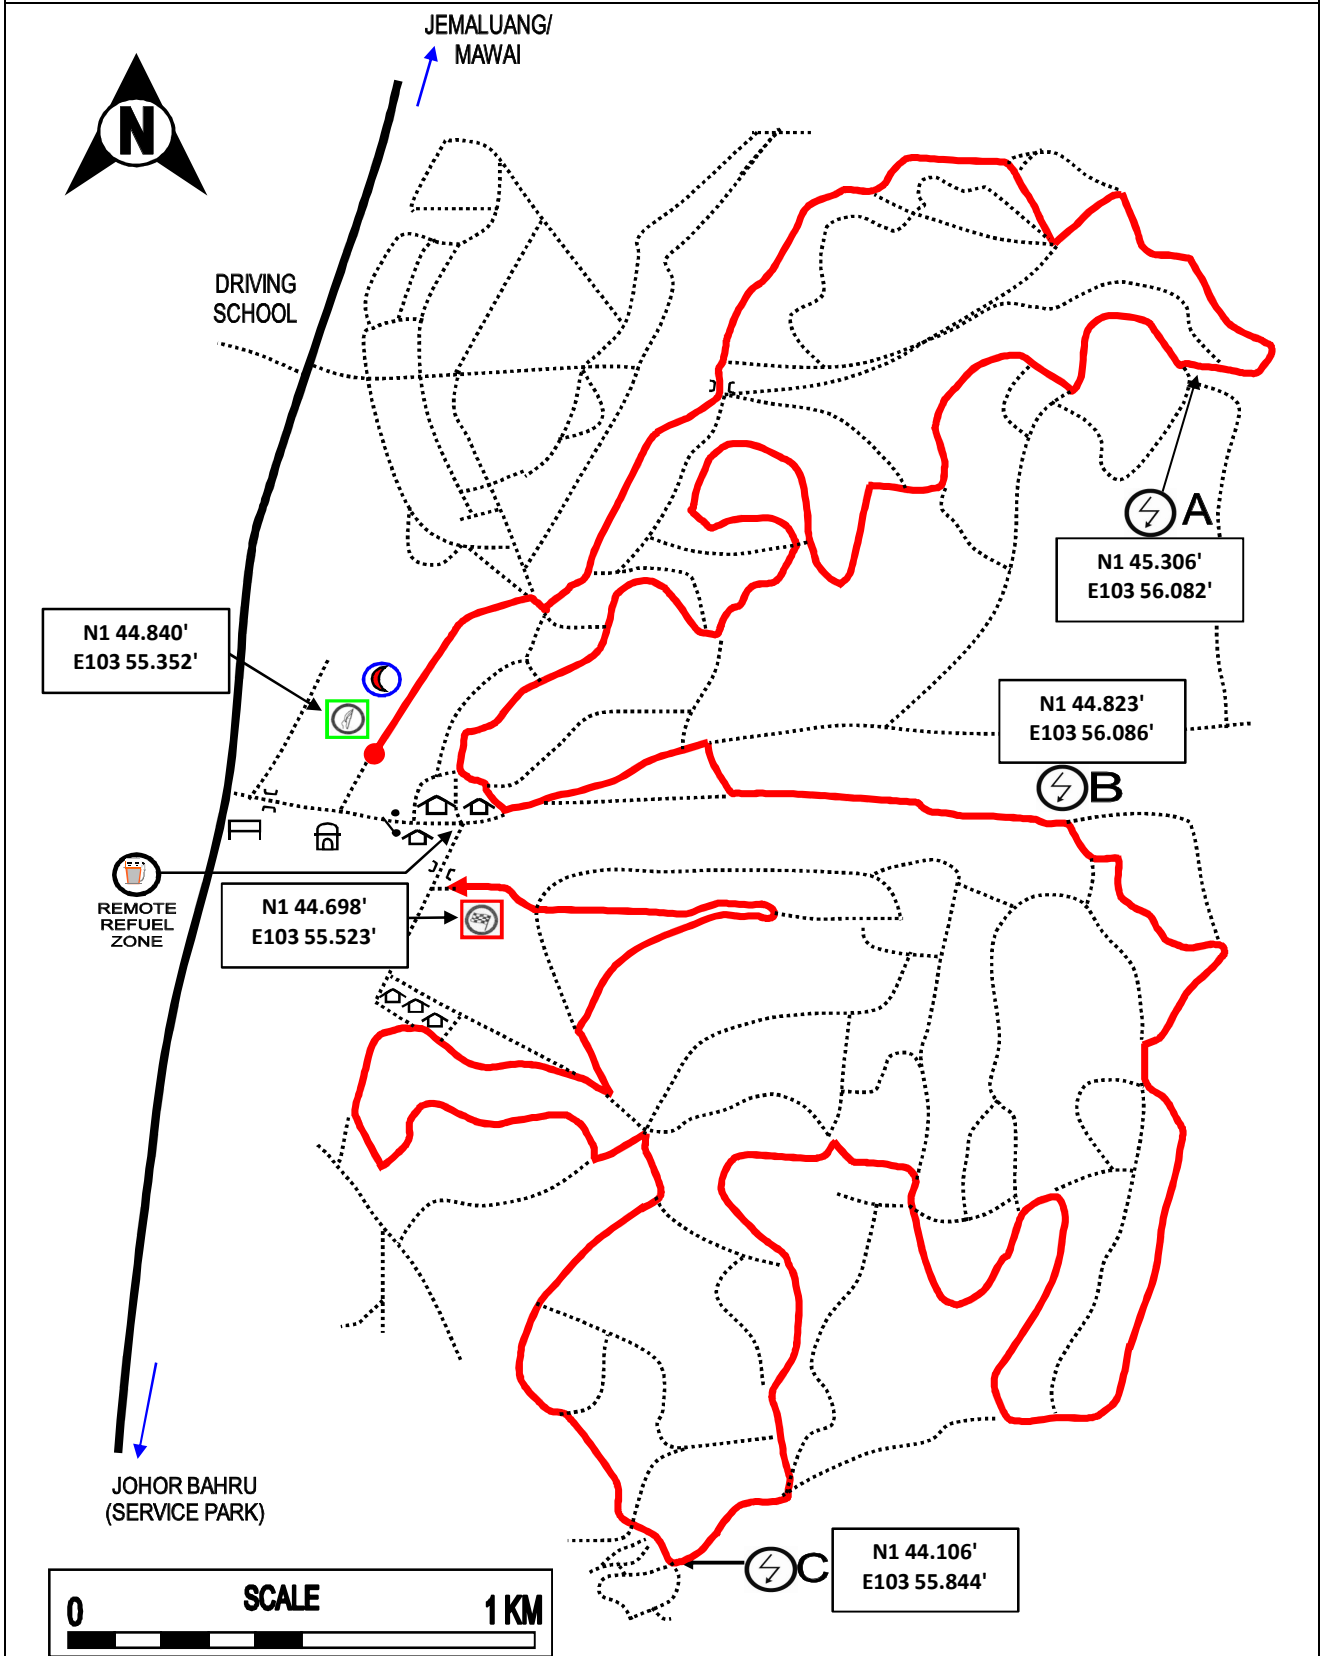 JEMALUANG/
MAWAI
N
DRIVING
SCHOOL
A
N1 45.306'
E103 56.082'
N1 44.840'
E103 55.352'
N1 44.823'
E103 56.086'
B
REMOTE
REFUEL
ZONE
N1 44.698'
E103 55.523'
JOHOR BAHRU
(SERVICE PARK)
C
N1 44.106'
E103 55.844'
SCALE
0 1 KM